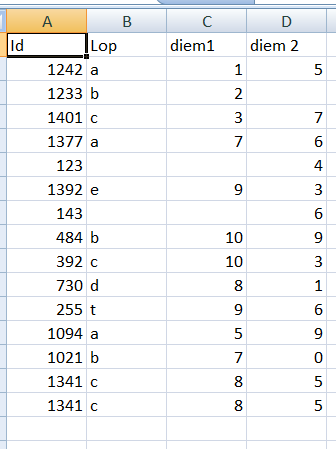 A B C D
Id Lop diem1 diem 2
1242 a 1 5
1233 b 2
1401 c 3 7
1377 a 7 6
123 4
1392 e 9 3
143 6
484 b 10 9
392 c 10 3
730 d 8 1
255 t 9 6
1094 a 5 9
1021 b 7 0
1341 c 8 5
1341 c 8 5